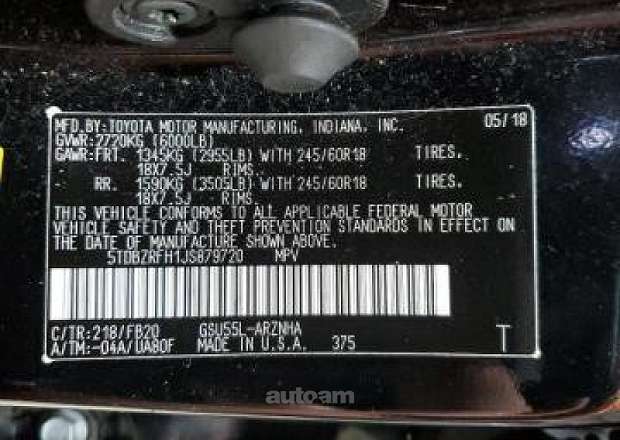 MFD.BY:TOYOTA MOTOR MANUFACTURING, INDIANA, INC. 05/18
GVWR:2720KG (6000LB)
GAWR:FRT. 1345KG (2955LB) WITH 245/60R18 TIRES.
- 18X7.5J RIMS.
- RR. 1590KG (3505LB) WITH 245/60R18 TIRES.
- 18X7.5J RIMS.
THIS VEHICLE CONFORMS TO ALL APPLICABLE FEDERAL MOTOR
VEHICLE SAFETY AND THEFT PREVENTION STANDARDS IN EFFECT ON
THE DATE OF MANUFACTURE SHOWN ABOVE.
5TDBZRFH1JS879720 MPV
C/TR:218/FB20 GSU55L-ARZNHA
A/TM:-04A/UA80F MADE IN U.S.A. 375 T
autoam